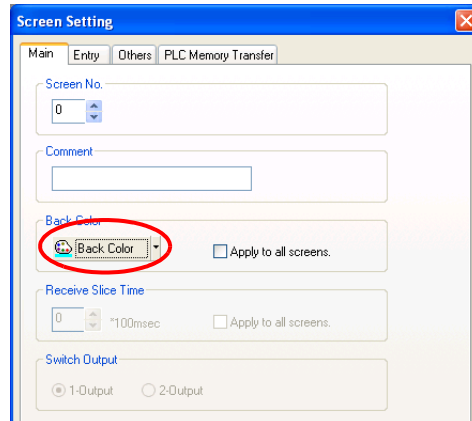 Screen Setting
Main Entry Others PLC Memory Transfer
Screen No.
0
Comment
Back Color
Back Color Apply to all screens.
Receive Slice Time
0 *100msec Apply to all screens.
Switch Output
1-Output 2-Output